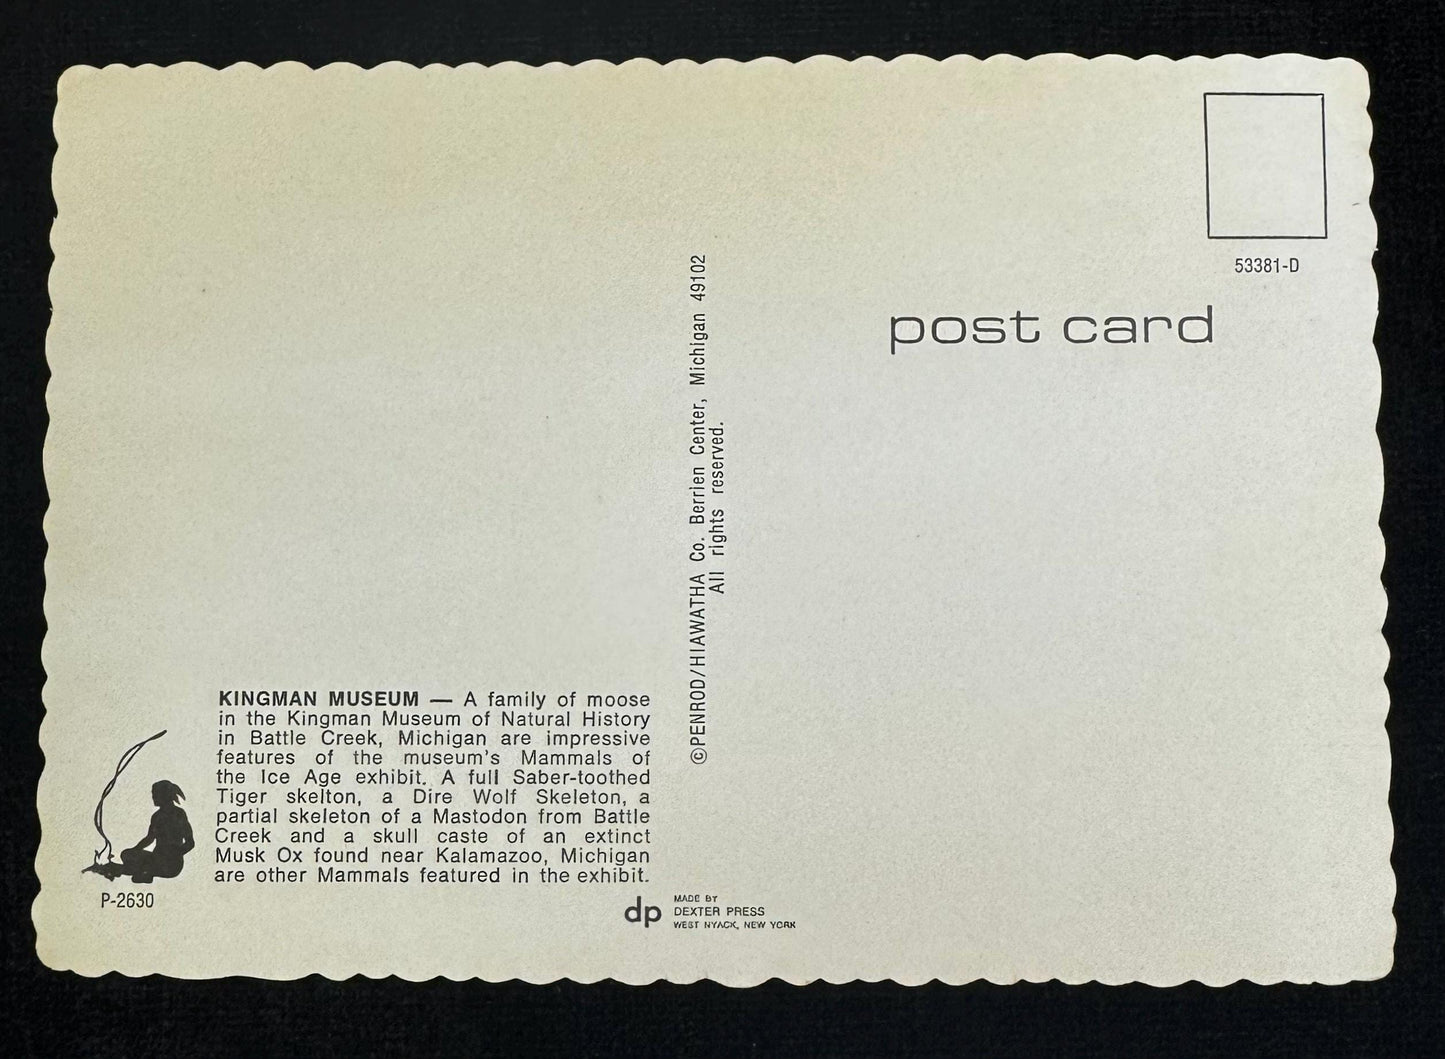 53381-D
post card
©PENROD/HIAWATHA Co. Berrien Center, Michigan 49102
All rights reserved.
KINGMAN MUSEUM — A family of moose
in the Kingman Museum of Natural History
in Battle Creek, Michigan are impressive
features of the museum's Mammals of
the Ice Age exhibit. A full Saber-toothed
Tiger skelton, a Dire Wolf Skeleton, a
partial skeleton of a Mastodon from Battle
Creek and a skull caste of an extinct
Musk Ox found near Kalamazoo, Michigan
are other Mammals featured in the exhibit.
P-2630
dp
MADE BY
DEXTER PRESS
WEST NYACK, NEW YORK